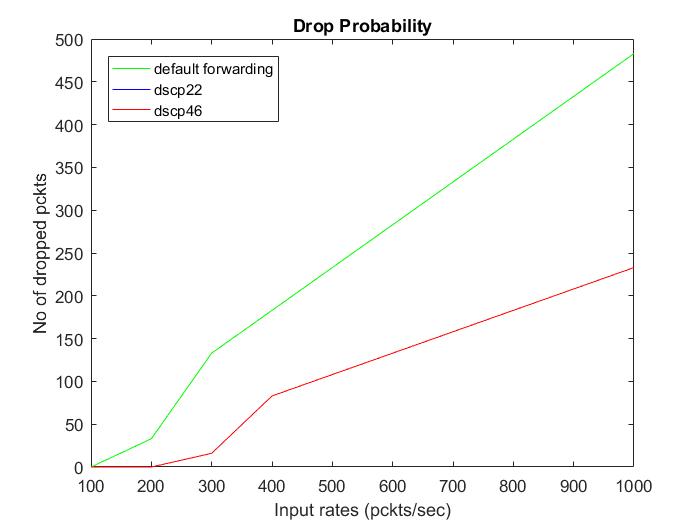 Drop Probability
500
450
400
350
300
250
200
150
100
50
0
No of dropped pckts
default forwarding
dscp22
dscp46
100 200 300 400 500 600 700 800 900 1000
Input rates (pckts/sec)